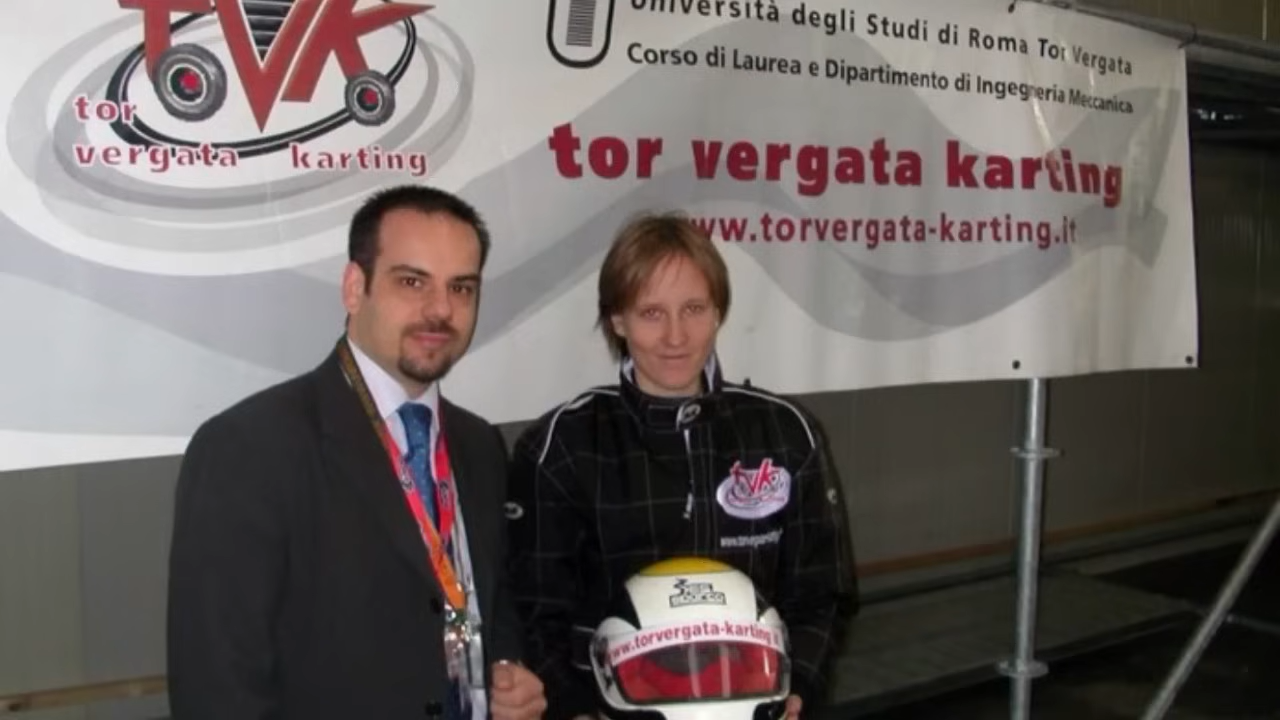 tvk
tor
vergata karting
Università degli Studi di Roma Tor Vergata
Corso di Laurea e Dipartimento di Ingegneria Meccanica
tor vergata karting
www.torvergata-karting.it
tvk
www.torvergata-karting.it